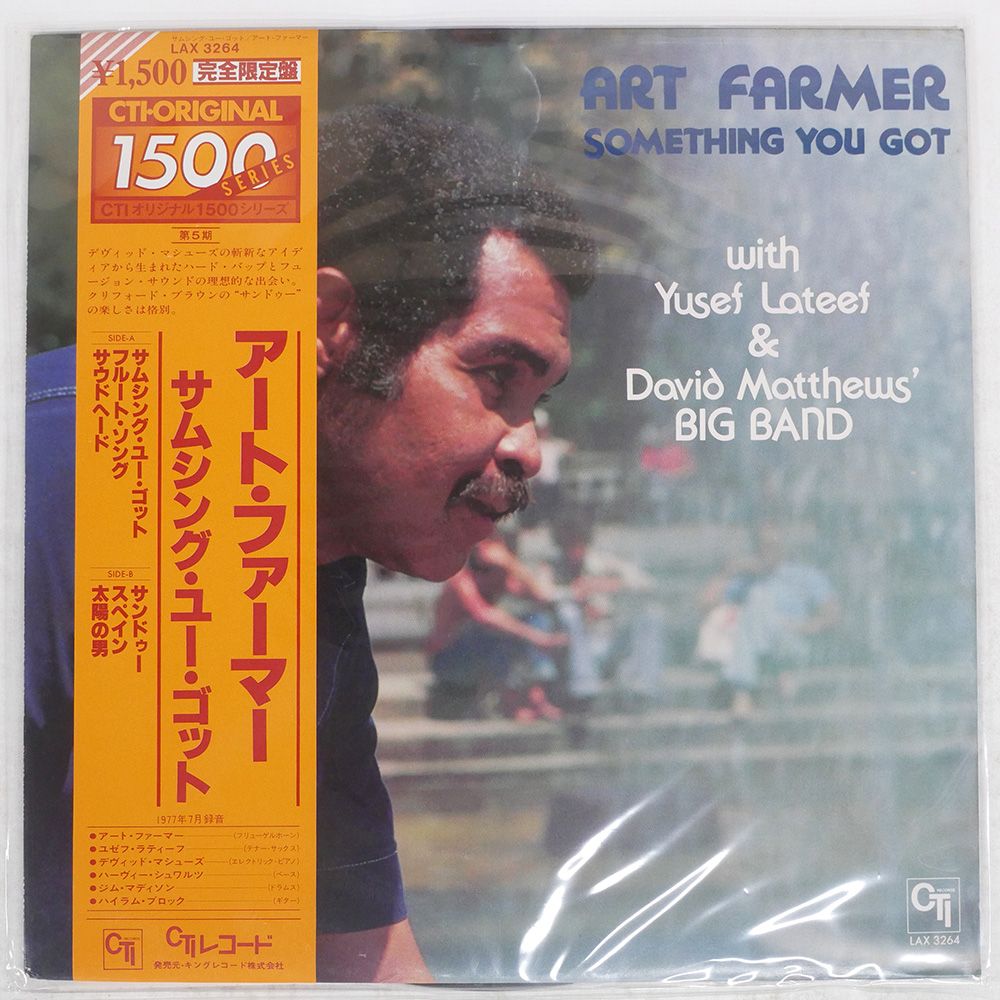 サムシング・ユー・ゴット/アート・ファーマー
LAX 3264
¥1,500 完全限定盤
CTI-ORIGINAL
1500
SERIES
CTI オリジナル1500シリーズ
第5期
デヴィッド・マシューズの斬新なアイデ
ィアから生まれたハード・バップとフュ
ージョン・サウンドの理想的な出会い。
クリフォード・ブラウンの“サンドゥー”
の楽しさは格別。
アート・ファーマー
サムシング・ユー・ゴット
SIDE-A
サムシング・ユー・ゴット
フルート・ソング
サウドヘード
SIDE-B
サンドゥー
スペイン
太陽の男
1977年7月録音
●アート・ファーマー (フリューゲルホーン)
●ユゼフ・ラティーフ (テナー・サックス)
●デヴィッド・マシューズ (エレクトリック・ピアノ)
●ハーヴィー・シュワルツ (ベース)
●ジム・マディソン (ドラムス)
●ハイラム・ブロック (ギター)
CTI
RECORDS
CTIレコード
発売元・キングレコード株式会社
ART FARMER
SOMETHING YOU GOT
with
Yusef Lateef
&
David Matthews'
BIG BAND
CTI
RECORDS
LAX 3264